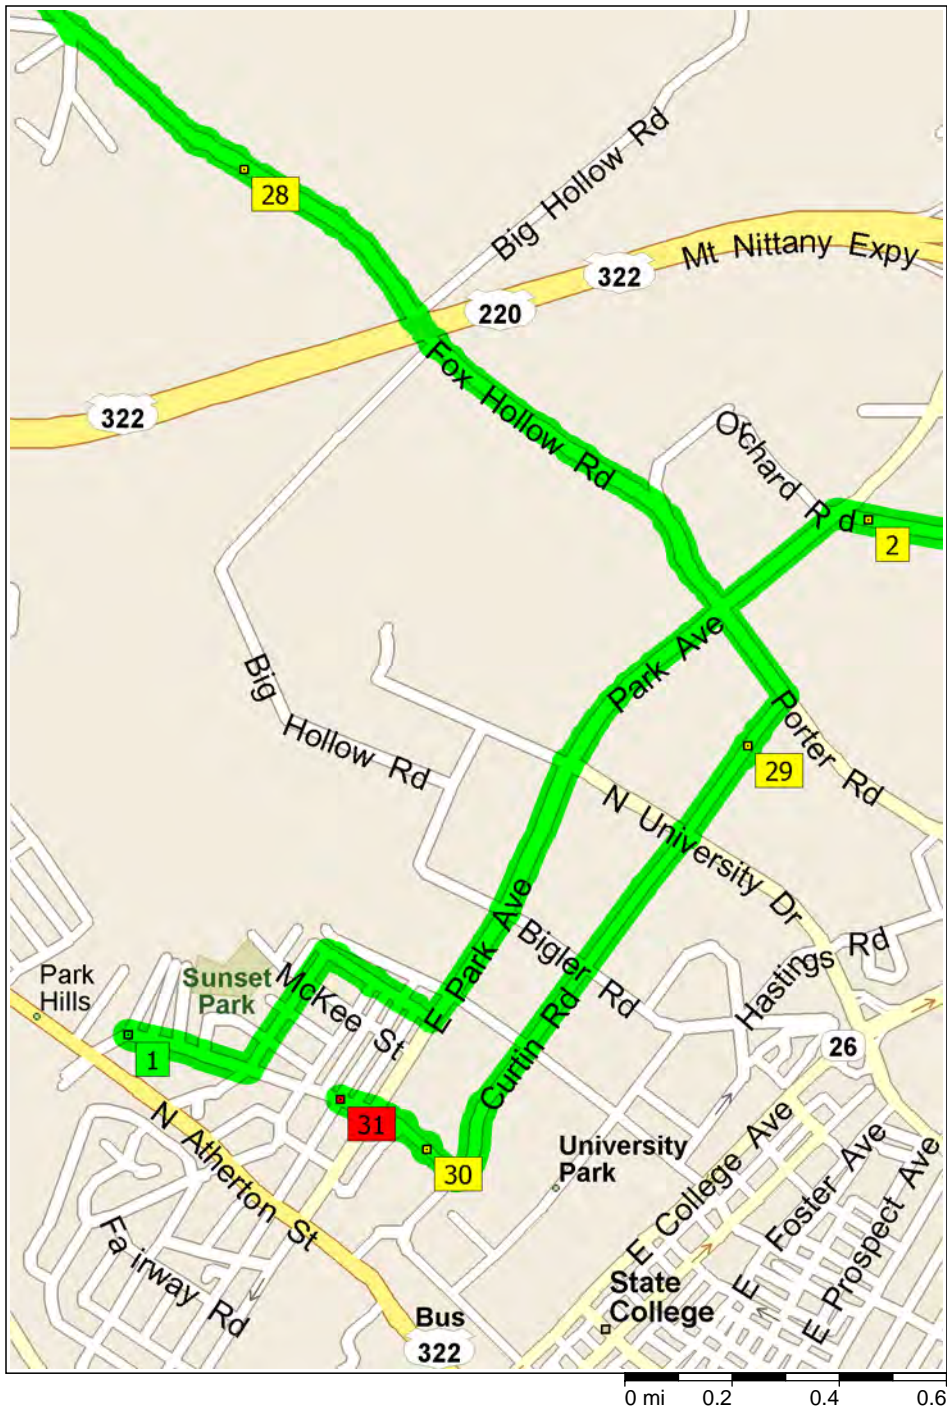 28
Big Hollow Rd
Mt Nittany Expy
322
220
322
Fox Hollow Rd
Orchard Rd
2
Park Ave
Porter Rd
29
Big Hollow Rd
N University Dr
E Park Ave
Bigler Rd
Hastings Rd
Park
Hills
Sunset
Park
McKee St
Curtin Rd
26
1
31
30
N Atherton St
University
Park
E College Ave
E Foster Ave
E Prospect Ave
Fairway Rd
State
College
Bus
322
0 mi 0.2 0.4 0.6